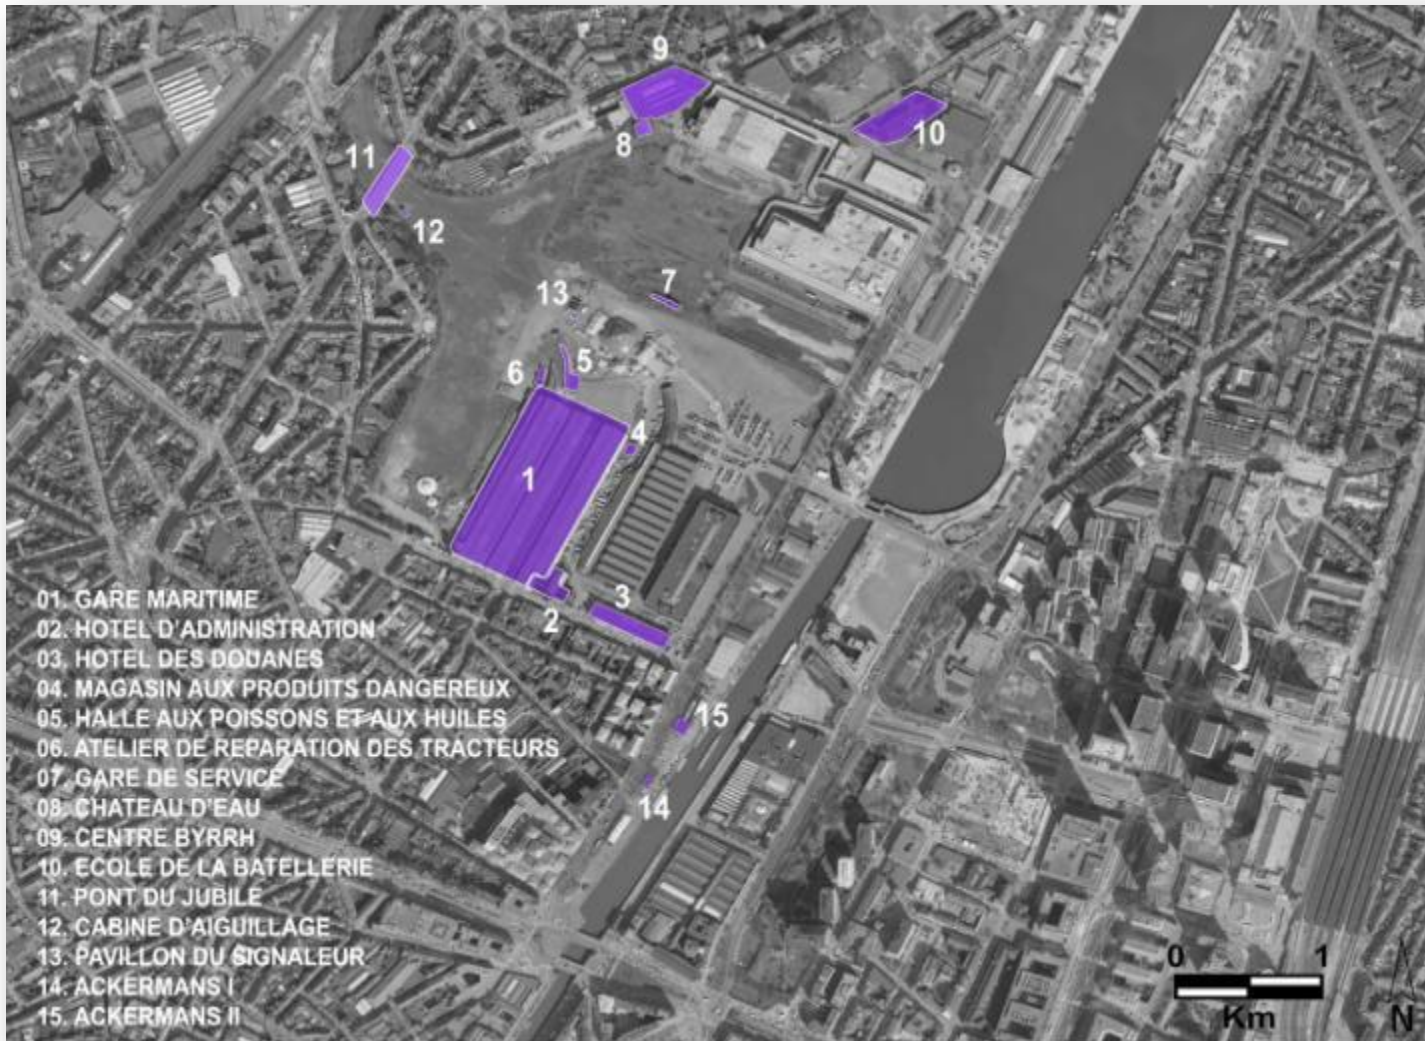 9
10
8
11
12
7
13
5
6
4
1
3
2
15
14
01. GARE MARITIME
02. HOTEL D'ADMINISTRATION
03. HOTEL DES DOUANES
04. MAGASIN AUX PRODUITS DANGEREUX
05. HALLE AUX POISSONS ET AUX HUILES
06. ATELIER DE REPARATION DES TRACTEURS
07. GARE DE SERVICE
08. CHATEAU D'EAU
09. CENTRE BYRRH
10. ECOLE DE LA BATELLERIE
11. PONT DU JUBILE
12. CABINE D'AIGUILLAGE
13. PAVILLON DU SIGNALEUR
14. ACKERMANS I
15. ACKERMANS II
0 1
Km
N